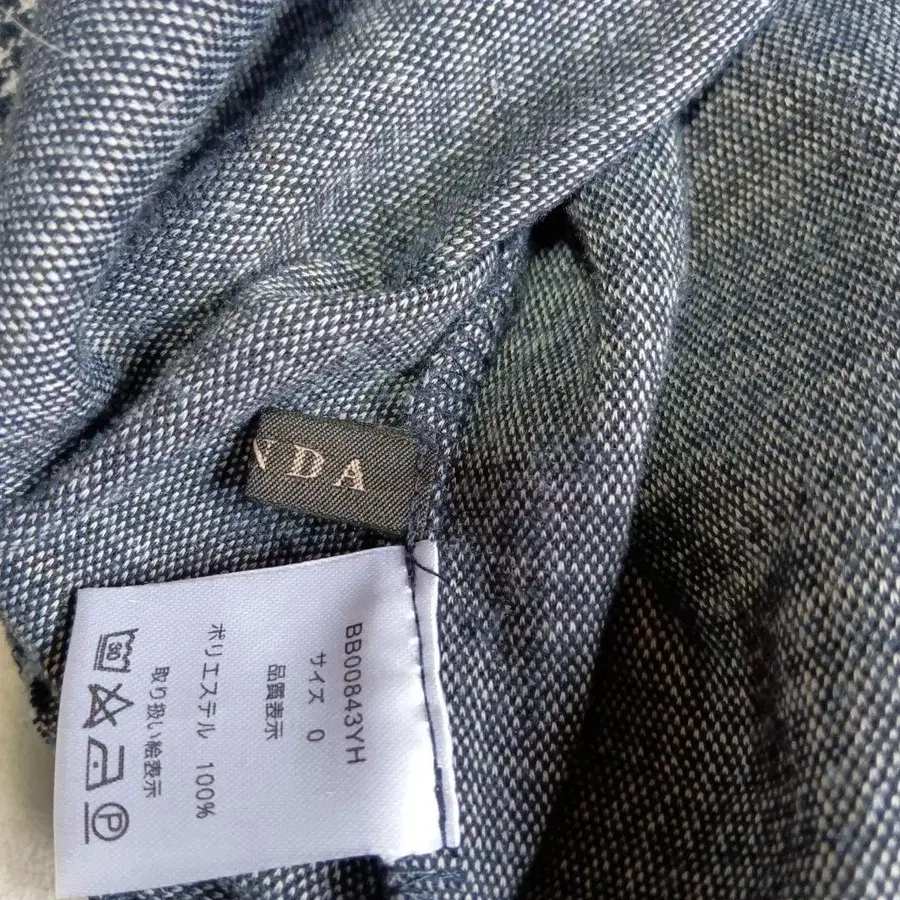 NDA
BB00843YH
サイズ 0
品質表示
ポリエステル 100%
取り扱い絵表示
30
P